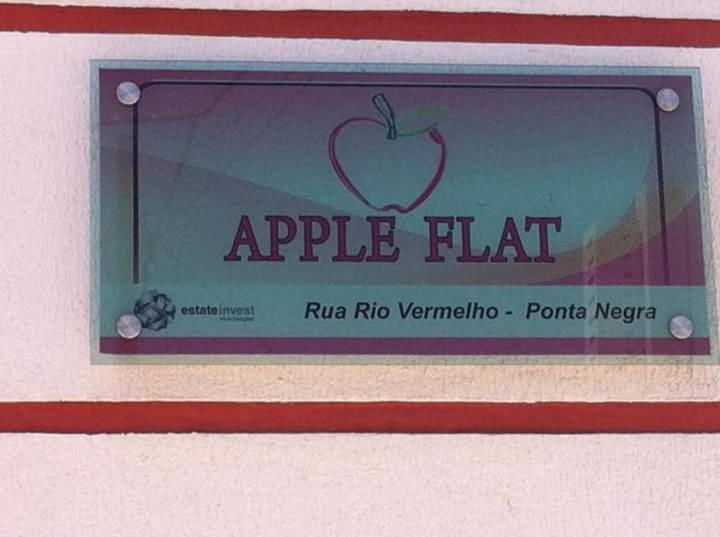 APPLE FLAT
estateinvest
Rua Rio Vermelho - Ponta Negra